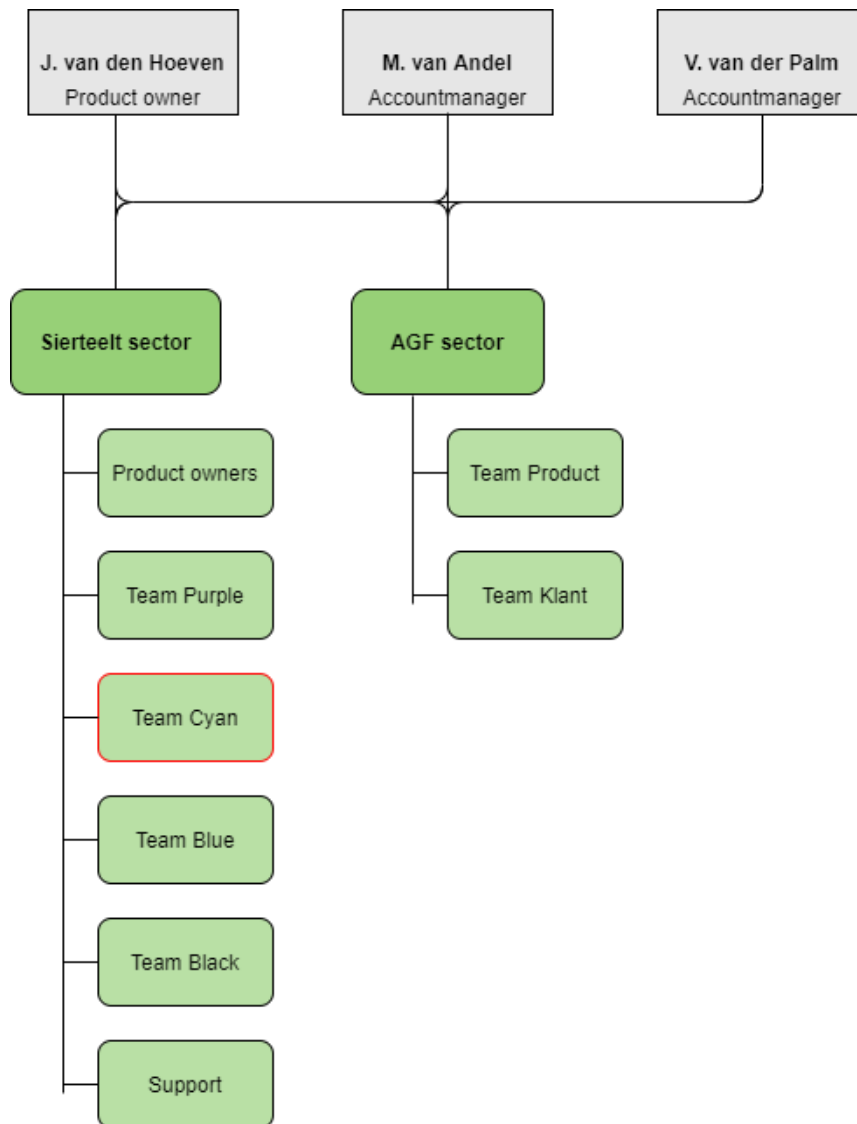 J. van den Hoeven
Product owner
M. van Andel
Accountmanager
V. van der Palm
Accountmanager
Sierteelt sector
AGF sector
Product owners
Team Product
Team Purple
Team Klant
Team Cyan
Team Blue
Team Black
Support